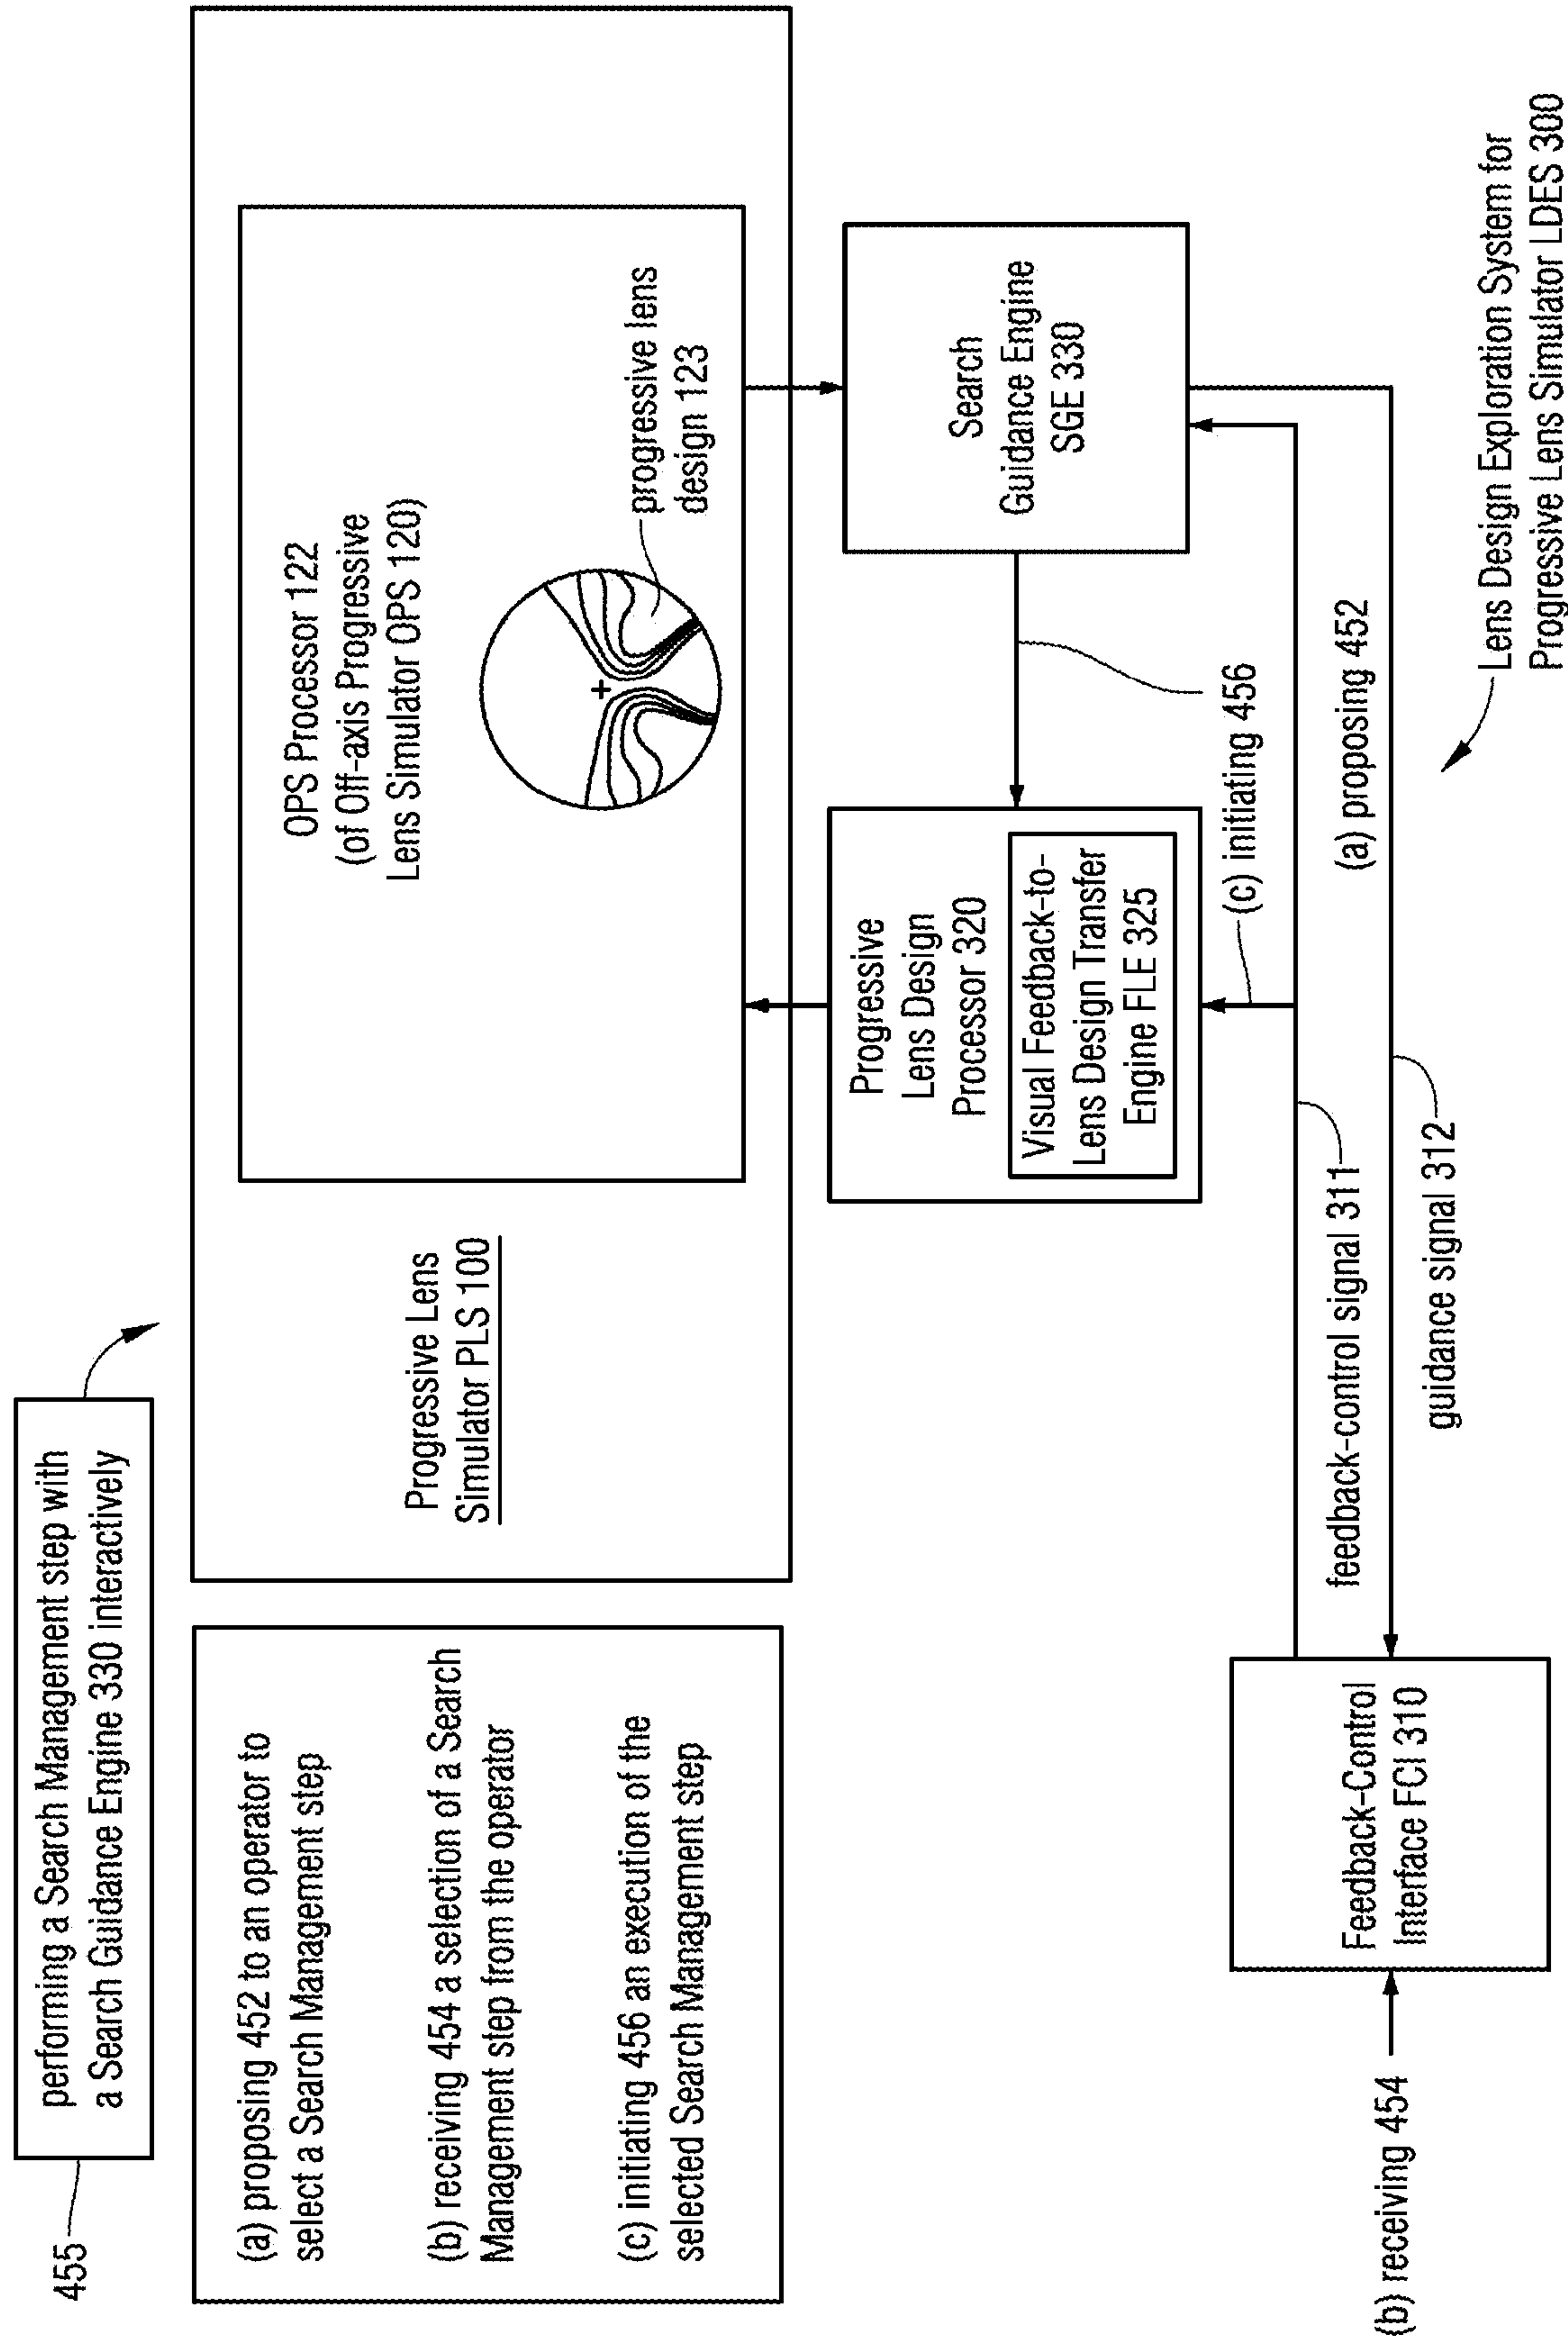 455
performing a Search Management step with
a Search Guidance Engine 330 interactively
(a) proposing 452 to an operator to
select a Search Management step
(b) receiving 454 a selection of a Search
Management step from the operator
(c) initiating 456 an execution of the
selected Search Management step
Progressive Lens
Simulator PLS 100
OPS Processor 122
(of Off-axis Progressive
Lens Simulator OPS 120)
progressive lens
design 123
Progressive
Lens Design
Processor 320
Visual Feedback-to-
Lens Design Transfer
Engine FLE 325
Search
Guidance Engine
SGE 330
(c) initiating 456
(a) proposing 452
feedback-control signal 311
guidance signal 312
Feedback-Control
Interface FCI 310
(b) receiving 454
Lens Design Exploration System for
Progressive Lens Simulator LDES 300